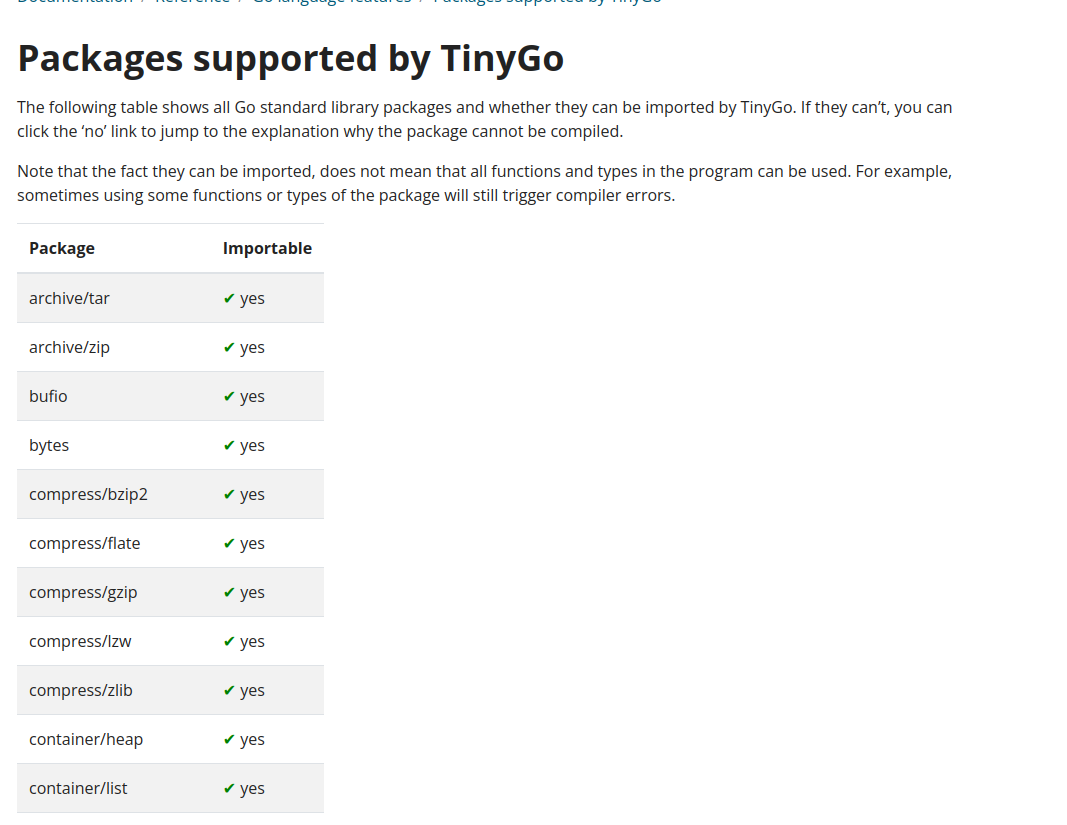 Documentation / Reference / Go language features / Packages supported by TinyGo
Packages supported by TinyGo
The following table shows all Go standard library packages and whether they can be imported by TinyGo. If they can’t, you can
click the ‘no’ link to jump to the explanation why the package cannot be compiled.
Note that the fact they can be imported, does not mean that all functions and types in the program can be used. For example,
sometimes using some functions or types of the package will still trigger compiler errors.
Package Importable
archive/tar ✔ yes
archive/zip ✔ yes
bufio ✔ yes
bytes ✔ yes
compress/bzip2 ✔ yes
compress/flate ✔ yes
compress/gzip ✔ yes
compress/lzw ✔ yes
compress/zlib ✔ yes
container/heap ✔ yes
container/list ✔ yes